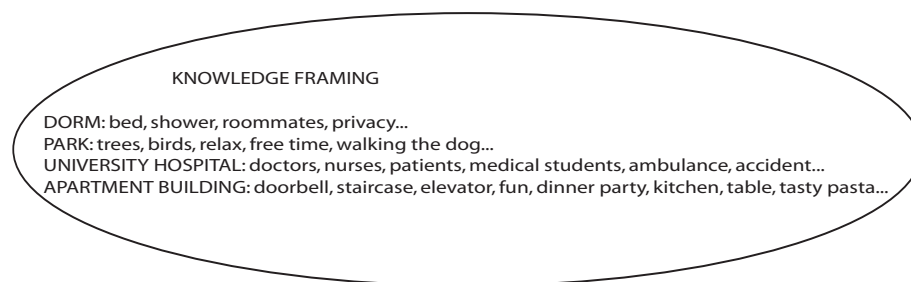 KNOWLEDGE FRAMING
DORM: bed, shower, roommates, privacy...
PARK: trees, birds, relax, free time, walking the dog...
UNIVERSITY HOSPITAL: doctors, nurses, patients, medical students, ambulance, accident...
APARTMENT BUILDING: doorbell, staircase, elevator, fun, dinner party, kitchen, table, tasty pasta...